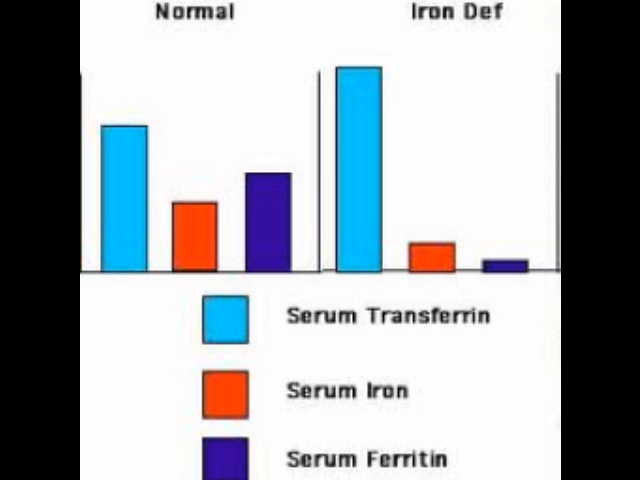 Normal
Iron Def
Serum Transferrin
Serum Iron
Serum Ferritin